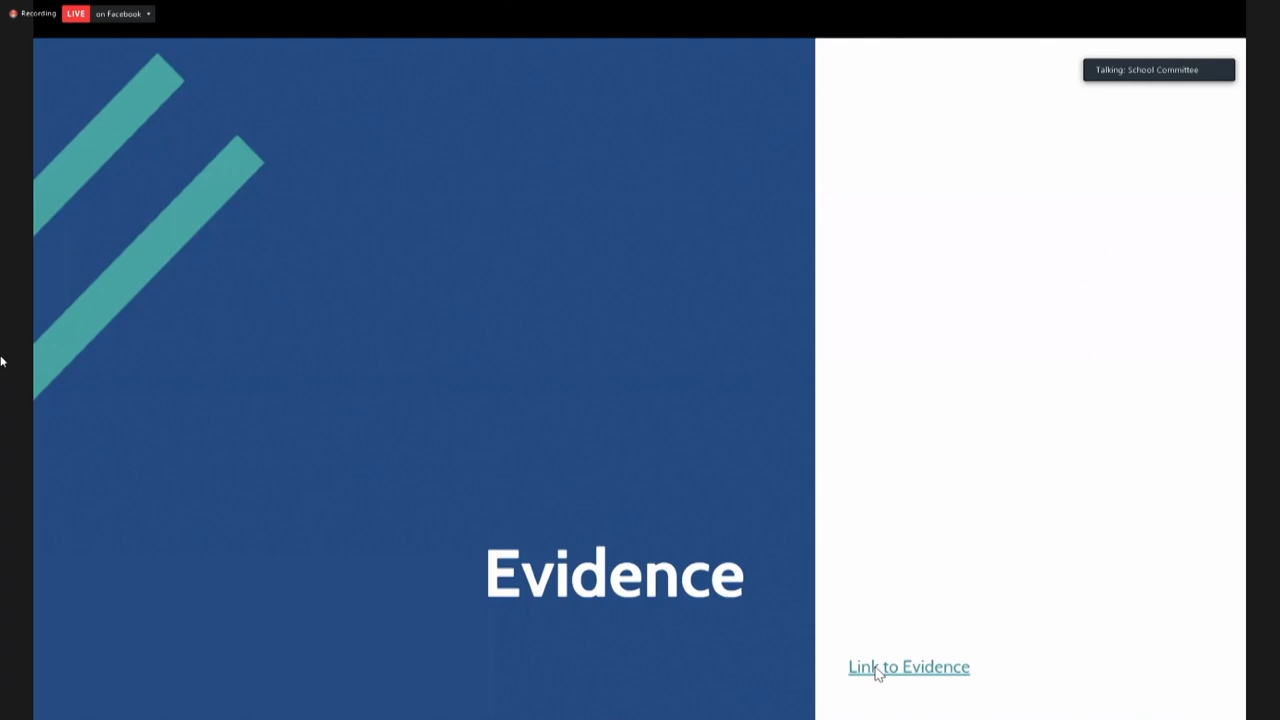 Recording LIVE on Facebook
Talking: School Committee
Evidence
Link to Evidence